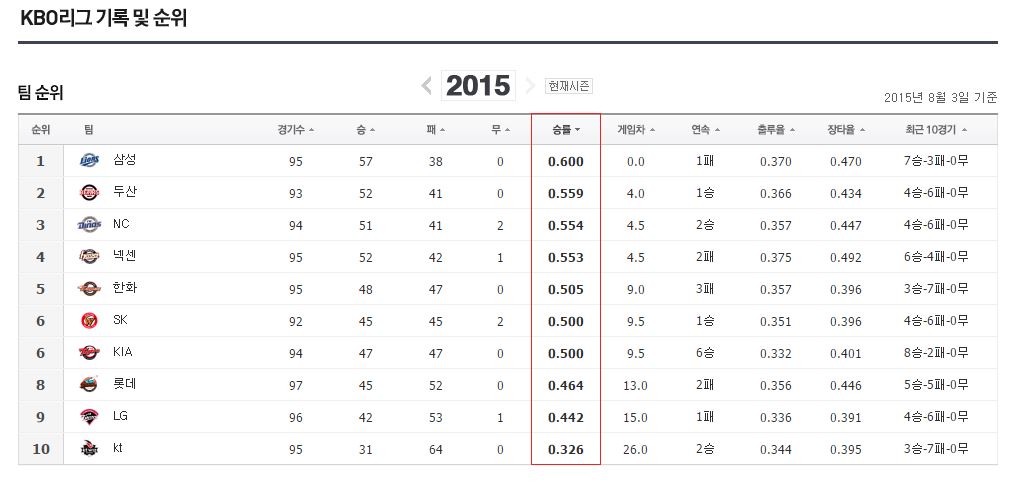 KBO리그 기록 및 순위
팀 순위
2015 현재시즌
2015년 8월 3일 기준
순위 팀 경기수 승 패 무 승률 게임차 연속 출루율 장타율 최근 10경기
1 삼성 95 57 38 0 0.600 0.0 1패 0.370 0.470 7승-3패-0무
2 두산 93 52 41 0 0.559 4.0 1승 0.366 0.434 4승-6패-0무
3 NC 94 51 41 2 0.554 4.5 2승 0.357 0.447 4승-6패-0무
4 넥센 95 52 42 1 0.553 4.5 2패 0.375 0.492 6승-4패-0무
5 한화 95 48 47 0 0.505 9.0 3패 0.357 0.396 3승-7패-0무
6 SK 92 45 45 2 0.500 9.5 1승 0.351 0.396 4승-6패-0무
6 KIA 94 47 47 0 0.500 9.5 6승 0.332 0.401 8승-2패-0무
8 롯데 97 45 52 0 0.464 13.0 2패 0.356 0.446 5승-5패-0무
9 LG 96 42 53 1 0.442 15.0 1패 0.336 0.391 4승-6패-0무
10 kt 95 31 64 0 0.326 26.0 2승 0.344 0.395 3승-7패-0무